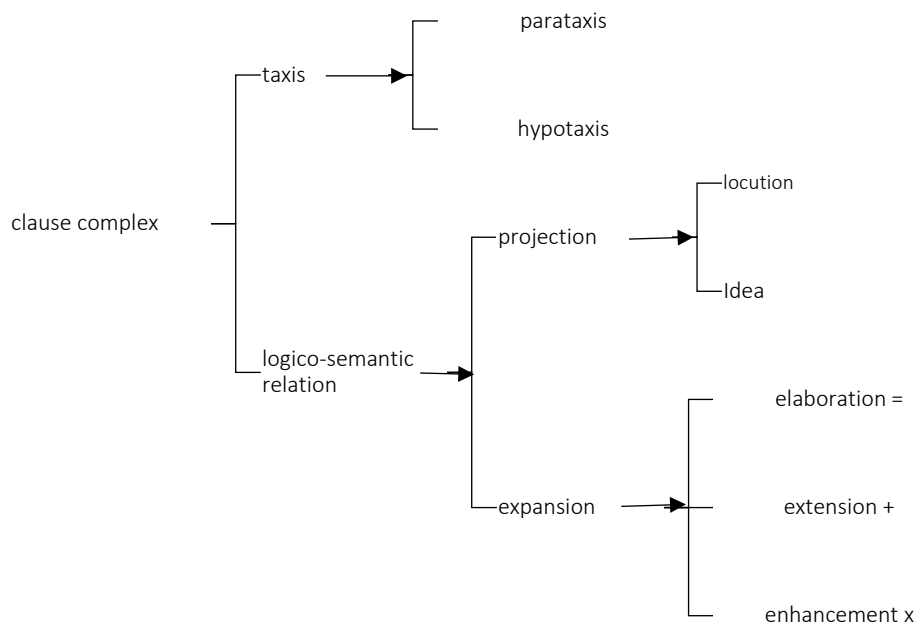 parataxis
taxis
hypotaxis
locution
clause complex
projection
Idea
logico-semantic
relation
elaboration =
expansion
extension +
enhancement x